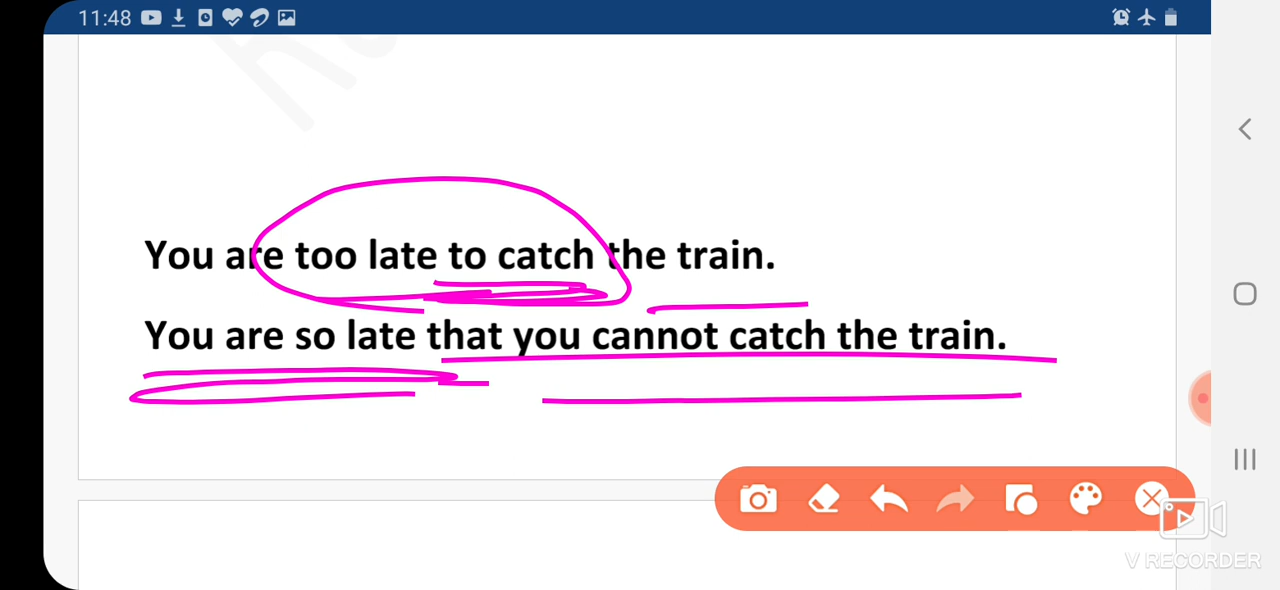 11:48
You are too late to catch the train.
You are so late that you cannot catch the train.
V RECORDER